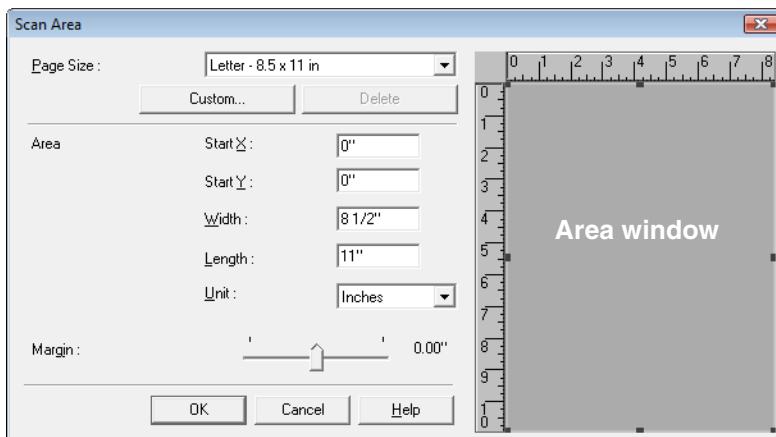 Scan Area
Page Size :
Letter - 8.5 x 11 in
Custom...
Delete
Area
Start X :
0"
Start Y :
0"
Width :
8 1/2"
Length :
11"
Unit :
Inches
Margin :
0.00"
OK
Cancel
Help
0 1 2 3 4 5 6 7 8
0
1
2
3
4
5
6
7
8
9
10
Area window